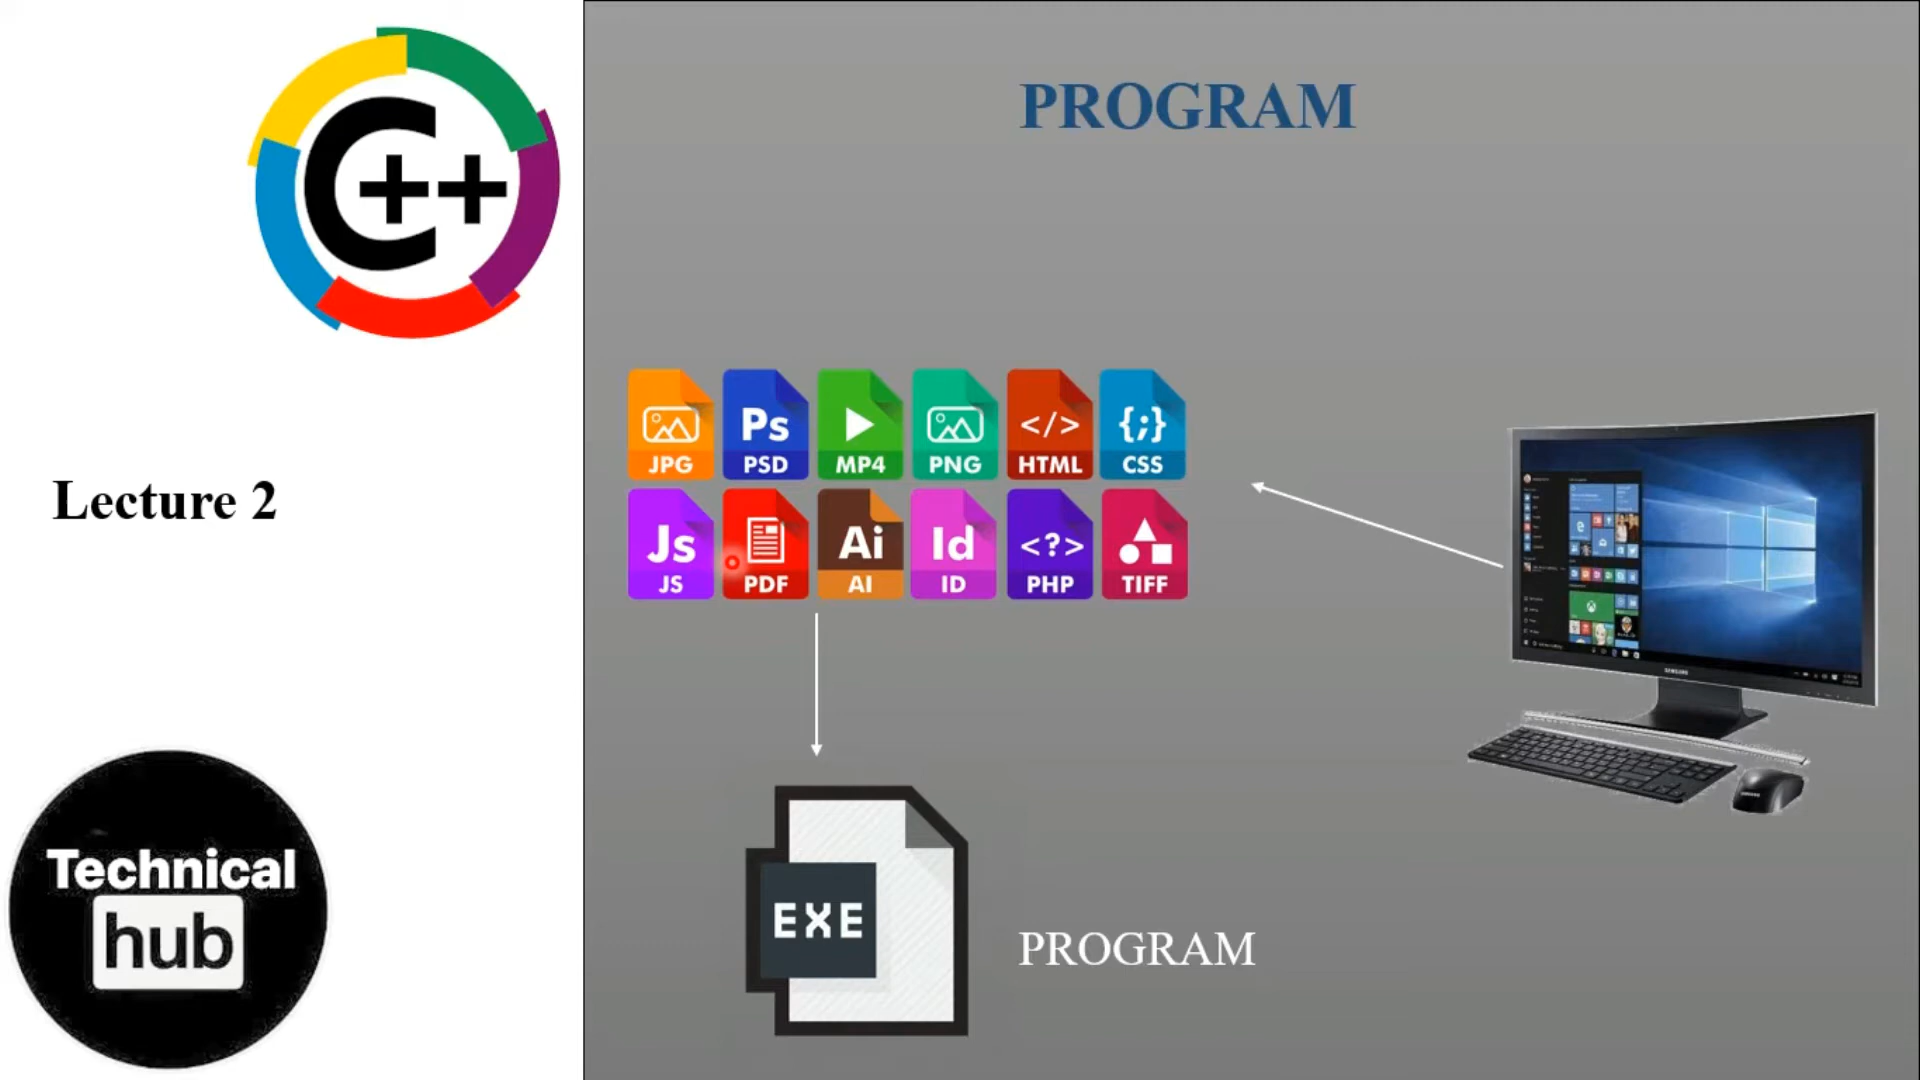 C++
PROGRAM
Lecture 2
JPG
Ps
PSD
MP4
PNG
</>
HTML
{;}
CSS
Js
JS
PDF
Ai
AI
Id
ID
<?>
PHP
TIFF
SAMSUNG
EXE
PROGRAM
Technical
hub